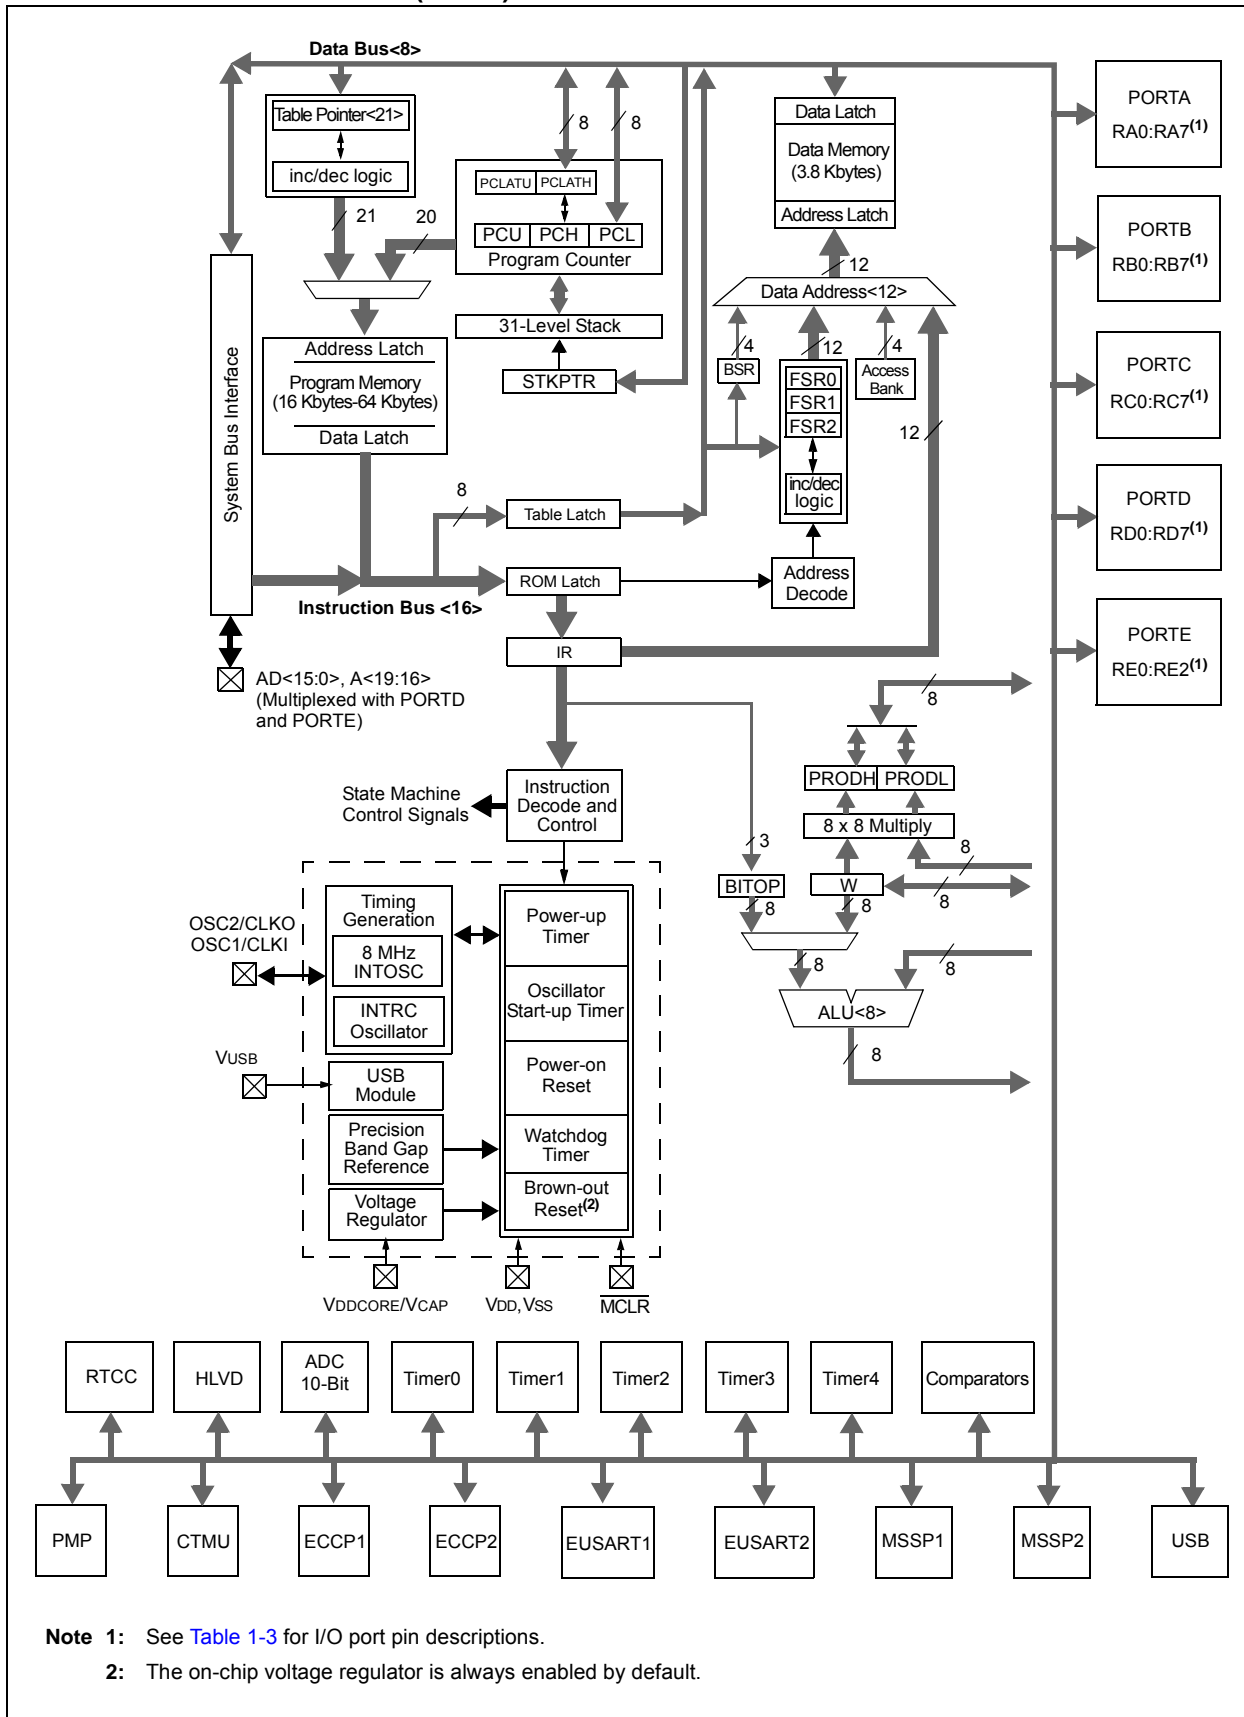 Data Bus<8>
Table Pointer<21>
inc/dec logic
21
20
8
8
PCLATU PCLATH
PCU PCH PCL
Program Counter
31-Level Stack
STKPTR
Data Latch
Data Memory
(3.8 Kbytes)
Address Latch
12
Data Address<12>
4
12
4
BSR
FSR0
FSR1
FSR2
inc/dec
logic
Access
Bank
12
Address
Decode
PORTA
RA0:RA7(1)
PORTB
RB0:RB7(1)
PORTC
RC0:RC7(1)
PORTD
RD0:RD7(1)
PORTE
RE0:RE2(1)
System Bus Interface
Address Latch
Program Memory
(16 Kbytes-64 Kbytes)
Data Latch
8
Table Latch
ROM Latch
Instruction Bus <16>
IR
AD<15:0>, A<19:16>
(Multiplexed with PORTD
and PORTE)
8
PRODH PRODL
8 x 8 Multiply
State Machine
Control Signals
Instruction
Decode and
Control
3
8
BITOP
W
8
8
8
8
8
ALU<8>
8
OSC2/CLKO
OSC1/CLKI
Timing
Generation
8 MHz
INTOSC
INTRC
Oscillator
VUSB
USB
Module
Precision
Band Gap
Reference
Voltage
Regulator
Power-up
Timer
Oscillator
Start-up Timer
Power-on
Reset
Watchdog
Timer
Brown-out
Reset(2)
VDDCORE/VCAP
VDD,VSS
MCLR
RTCC
HLVD
ADC
10-Bit
Timer0
Timer1
Timer2
Timer3
Timer4
Comparators
PMP
CTMU
ECCP1
ECCP2
EUSART1
EUSART2
MSSP1
MSSP2
USB
Note 1: See Table 1-3 for I/O port pin descriptions.
2: The on-chip voltage regulator is always enabled by default.